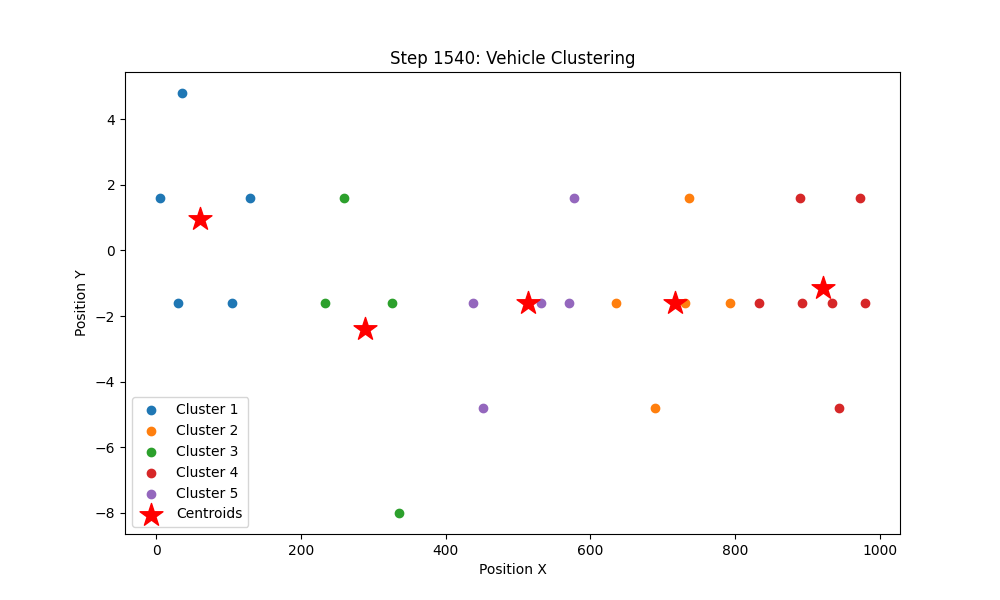 Step 1540: Vehicle Clustering
Position Y
4
2
0
−2
−4
−6
−8
Cluster 1
Cluster 2
Cluster 3
Cluster 4
Cluster 5
Centroids
0 200 400 600 800 1000
Position X